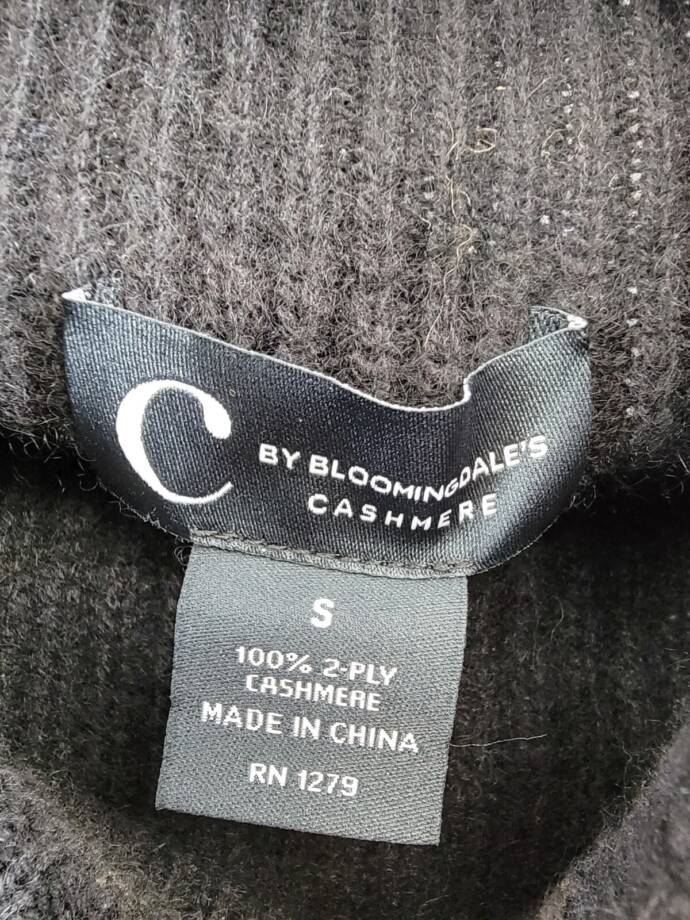 C
BY BLOOMINGDALE'S
CASHMERE
S
100% 2-PLY
CASHMERE
MADE IN CHINA
RN 1279